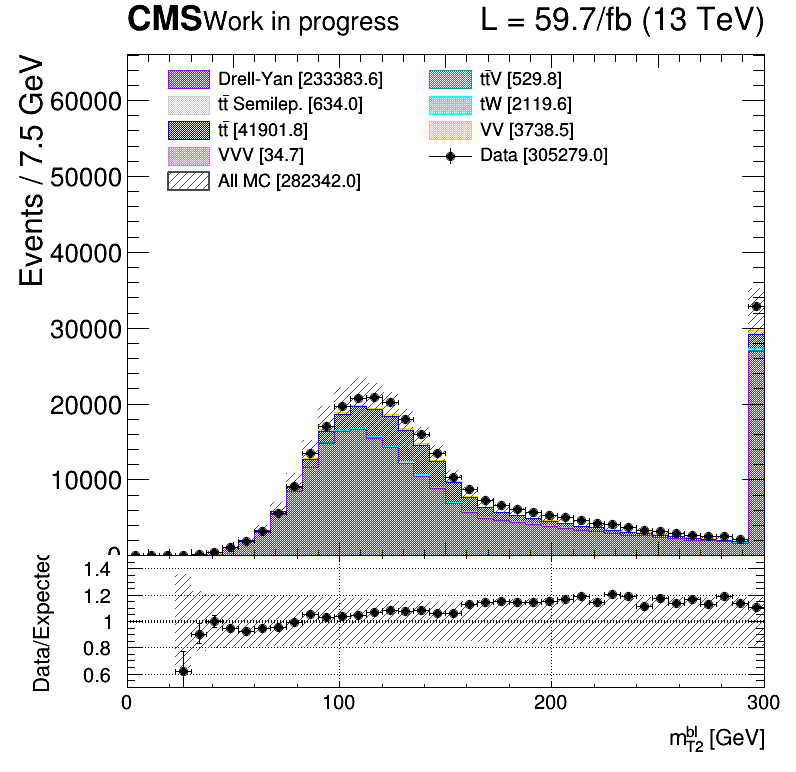 CMS Work in progress L = 59.7/fb (13 TeV)
Events / 7.5 GeV
60000
50000
40000
30000
20000
10000
0
Drell-Yan [233383.6]
tt̄ Semilep. [634.0]
tt̄ [41901.8]
VVV [34.7]
All MC [282342.0]
tt̄V [529.8]
tW [2119.6]
VV [3738.5]
Data [305279.0]
Data/Expected
1.4
1.2
1
0.8
0.6
0 100 200 300
m_{T2}^{bl} [GeV]